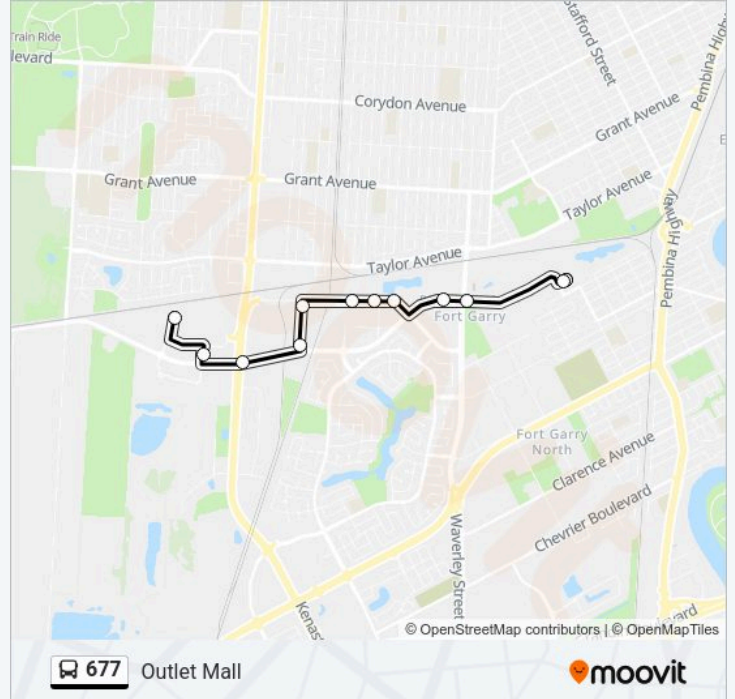 Train Ride
levard
Stafford Street
Pembina High
Corydon Avenue
Grant Avenue
Grant Avenue
Grant Avenue
Taylor Avenue
Taylor Avenue
Pembina Highway
Fort Garry
Fort Garry
North
Clarence Avenue
Chevrier Boulevard
Waverley Street
Kenas
© OpenStreetMap contributors | © OpenMapTiles
677 Outlet Mall
moovit